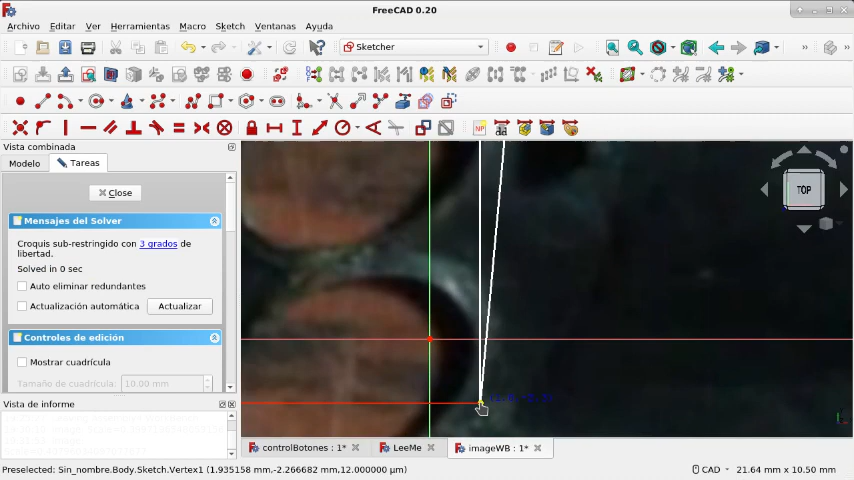 FreeCAD 0.20
Archivo Editar Ver Herramientas Macro Sketch Ventanas Ayuda
Sketcher
Vista combinada
Modelo Tareas
Close
Mensajes del Solver
Croquis sub-restringido con 3 grados de
libertad.
Solved in 0 sec
Auto eliminar redundantes
Actualización automática Actualizar
Controles de edición
Mostrar cuadrícula
Tamaño de cuadrícula: 10.00 mm
Vista de informe
TOP
controlBotones : 1*
LeeMe
imageWB : 1*
Preselected: Sin_nombre.Body.Sketch.Vertex1 (1.935158 mm,-2.266682 mm,12.000000 µm)
CAD
21.64 mm x 10.50 mm